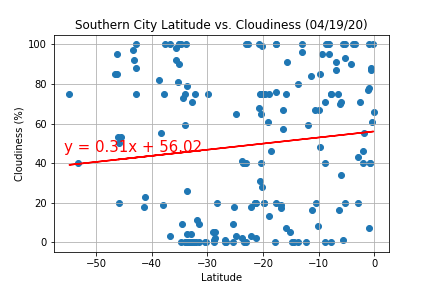 Southern City Latitude vs. Cloudiness (04/19/20)
100
80
60
40
20
0
Cloudiness (%)
y = 0.31x + 56.02
−50 −40 −30 −20 −10 0
Latitude